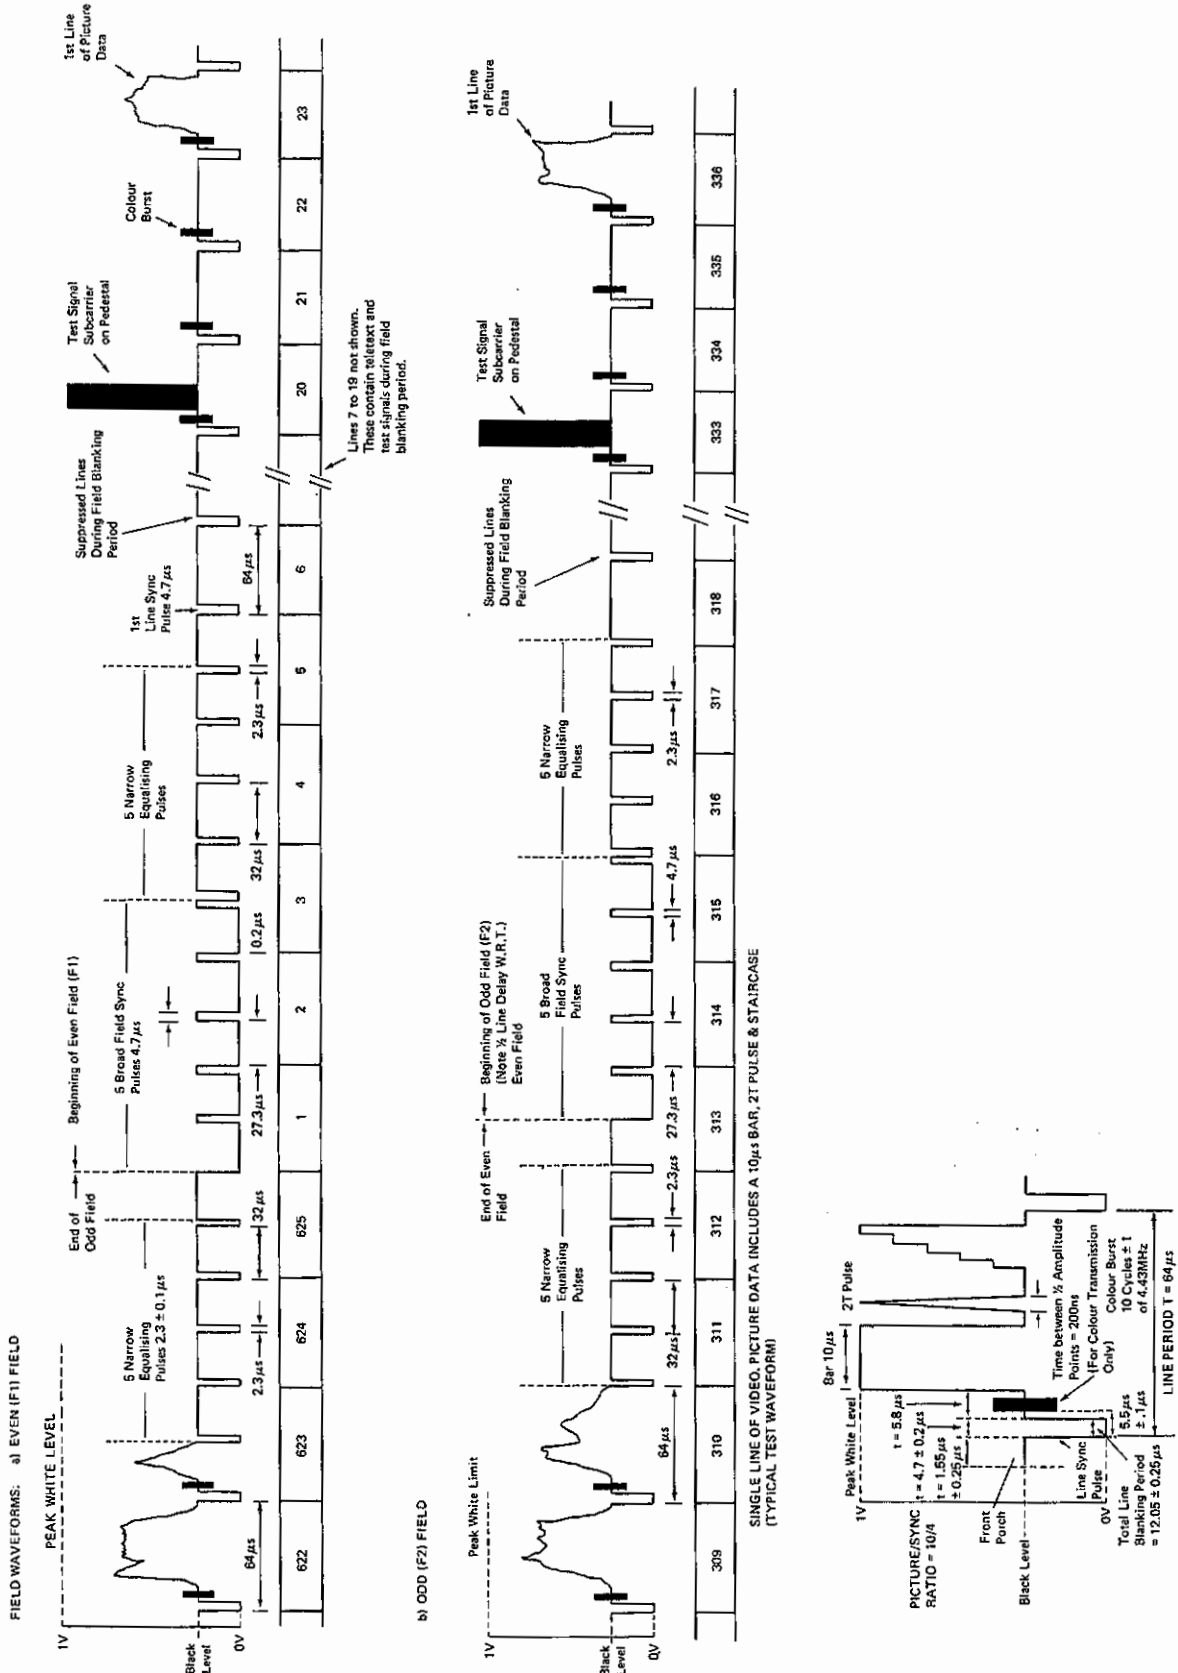 FIELD WAVEFORMS: a) EVEN (F1) FIELD
PEAK WHITE LEVEL
1V
Black
Level
0V
5 Narrow
Equalising
Pulses 2.3 ± 0.1µs
End of
Odd Field
Beginning of Even Field (F1)
5 Broad Field Sync
Pulses 4.7µs
5 Narrow
Equalising
Pulses
1st
Line Sync
Pulse 4.7µs
Suppressed Lines
During Field Blanking
Period
Test Signal
Subcarrier
on Pedestal
Colour
Burst
1st Line
of Picture
Data
64µs
2.3µs
32µs
27.3µs
0.2µs
32µs
2.3µs
64µs
622
623
624
625
1
2
3
4
5
6
20
21
22
23
Lines 7 to 19 not shown.
These contain teletext and
test signals during field
blanking period.
b) ODD (F2) FIELD
Peak White Limit
1V
Black
Level
0V
5 Narrow
Equalising
Pulses
End of Even
Field
Beginning of Odd Field (F2)
(Note ½ Line Delay W.R.T.)
Even Field
5 Broad
Field Sync
Pulses
5 Narrow
Equalising
Pulses
Suppressed Lines
During Field Blanking
Period
Test Signal
Subcarrier
on Pedestal
1st Line
of Picture
Data
64µs
32µs
2.3µs
27.3µs
4.7µs
2.3µs
309
310
311
312
313
314
315
316
317
318
333
334
335
336
SINGLE LINE OF VIDEO. PICTURE DATA INCLUDES A 10µs BAR, 2T PULSE & STAIRCASE
(TYPICAL TEST WAVEFORM)
Peak White Level
1V
Bar 10µs
2T Pulse
PICTURE/SYNC
RATIO = 10/4
t = 5.8µs
t = 4.7 ± 0.2µs
t = 1.55µs
± 0.25µs
Front
Porch
Black Level
Line Sync
Pulse
0V
Total Line
Blanking Period
= 12.05 ± 0.25µs
5.5µs
± .1µs
Time between ½ Amplitude
Points = 200ns
(For Colour Transmission
Only)
Colour Burst
10 Cycles ± 1
of 4.43MHz
LINE PERIOD T = 64µs